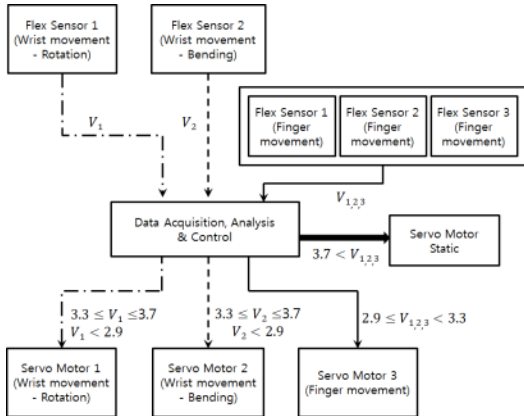 Flex Sensor 1
(Wrist movement
- Rotation)
Flex Sensor 2
(Wrist movement
- Bending)
V₁
V₂
Flex Sensor 1
(Finger
movement)
Flex Sensor 2
(Finger
movement)
Flex Sensor 3
(Finger
movement)
V₁,₂,₃
Data Acquisition, Analysis
& Control
Servo Motor
Static
3.7 < V₁,₂,₃
3.3 ≤ V₁ ≤3.7
V₁ < 2.9
3.3 ≤ V₂ ≤3.7
V₂ < 2.9
2.9 ≤ V₁,₂,₃ < 3.3
Servo Motor 1
(Wrist movement
- Rotation)
Servo Motor 2
(Wrist movement
- Bending)
Servo Motor 3
(Finger movement)